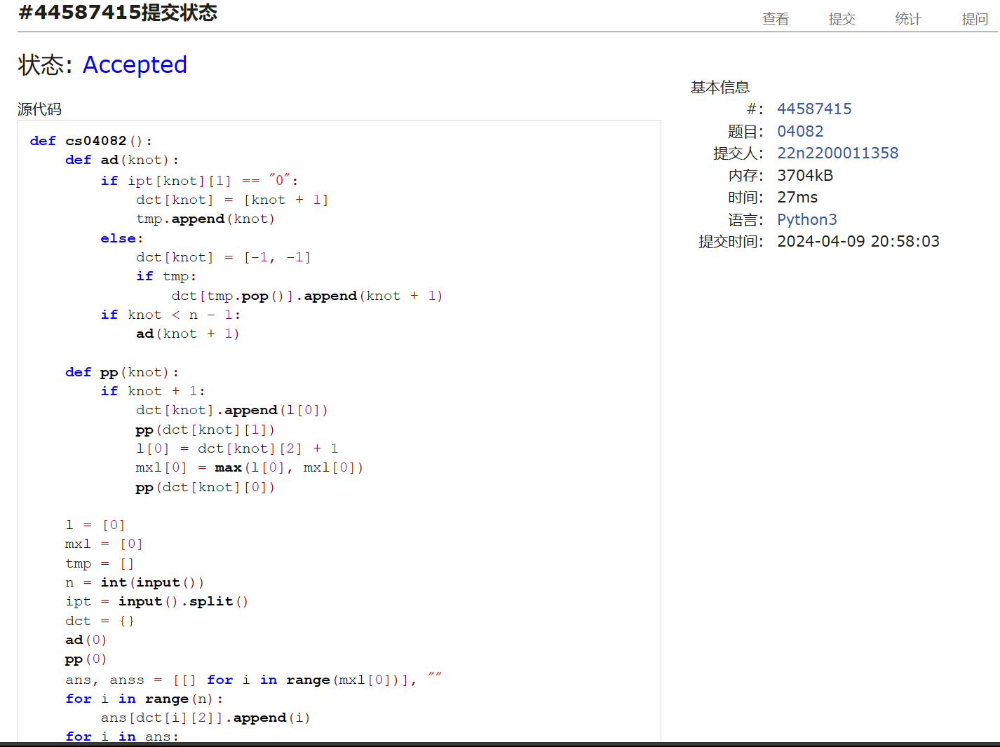 #44587415提交状态
查看 提交 统计 提问
状态: Accepted
源代码
def cs04082():
    def ad(knot):
        if ipt[knot][1] == "0":
            dct[knot] = [knot + 1]
            tmp.append(knot)
        else:
            dct[knot] = [-1, -1]
            if tmp:
                dct[tmp.pop()].append(knot + 1)
        if knot < n - 1:
            ad(knot + 1)
    def pp(knot):
        if knot + 1:
            dct[knot].append(l[0])
            pp(dct[knot][1])
            l[0] = dct[knot][2] + 1
            mxl[0] = max(l[0], mxl[0])
            pp(dct[knot][0])
    l = [0]
    mxl = [0]
    tmp = []
    n = int(input())
    ipt = input().split()
    dct = {}
    ad(0)
    pp(0)
    ans, anss = [[] for i in range(mxl[0])], ""
    for i in range(n):
        ans[dct[i][2]].append(i)
    for i in ans:
基本信息
#: 44587415
题目: 04082
提交人: 22n2200011358
内存: 3704kB
时间: 27ms
语言: Python3
提交时间: 2024-04-09 20:58:03